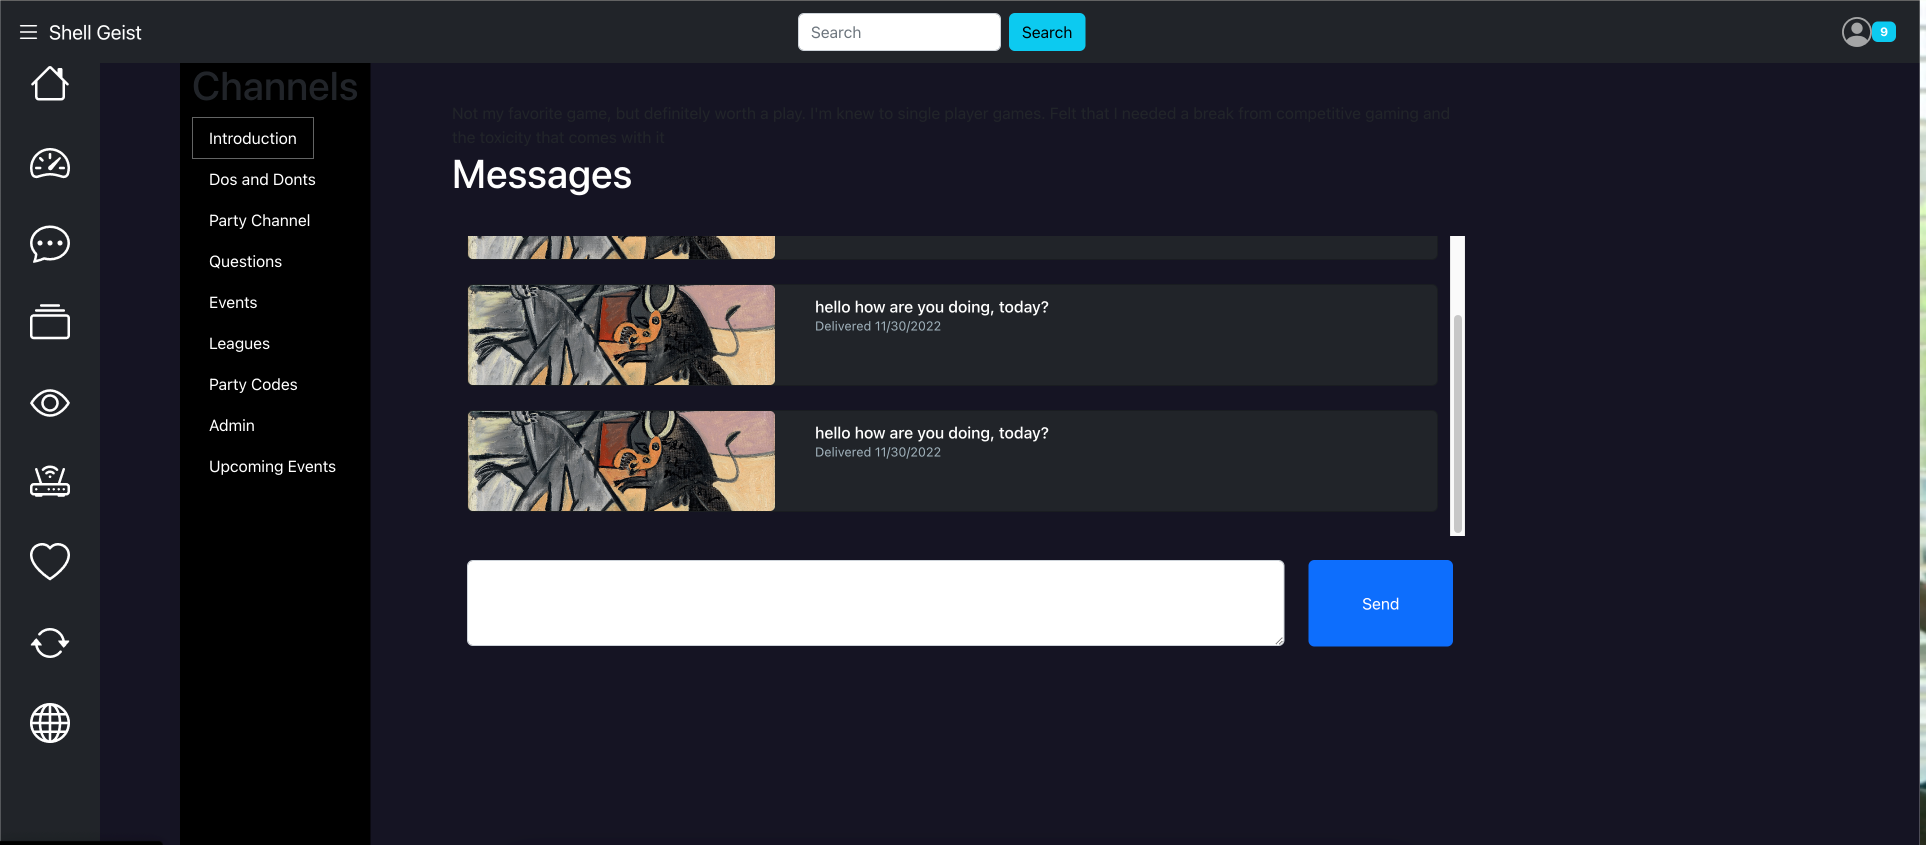 Shell Geist
Search
Search
9
Channels
Introduction
Dos and Donts
Party Channel
Questions
Events
Leagues
Party Codes
Admin
Upcoming Events
Not my favorite game, but definitely worth a play. I'm knew to single player games. Felt that I needed a break from competitive gaming and
the toxicity that comes with it
Messages
hello how are you doing, today?
Delivered 11/30/2022
hello how are you doing, today?
Delivered 11/30/2022
Send